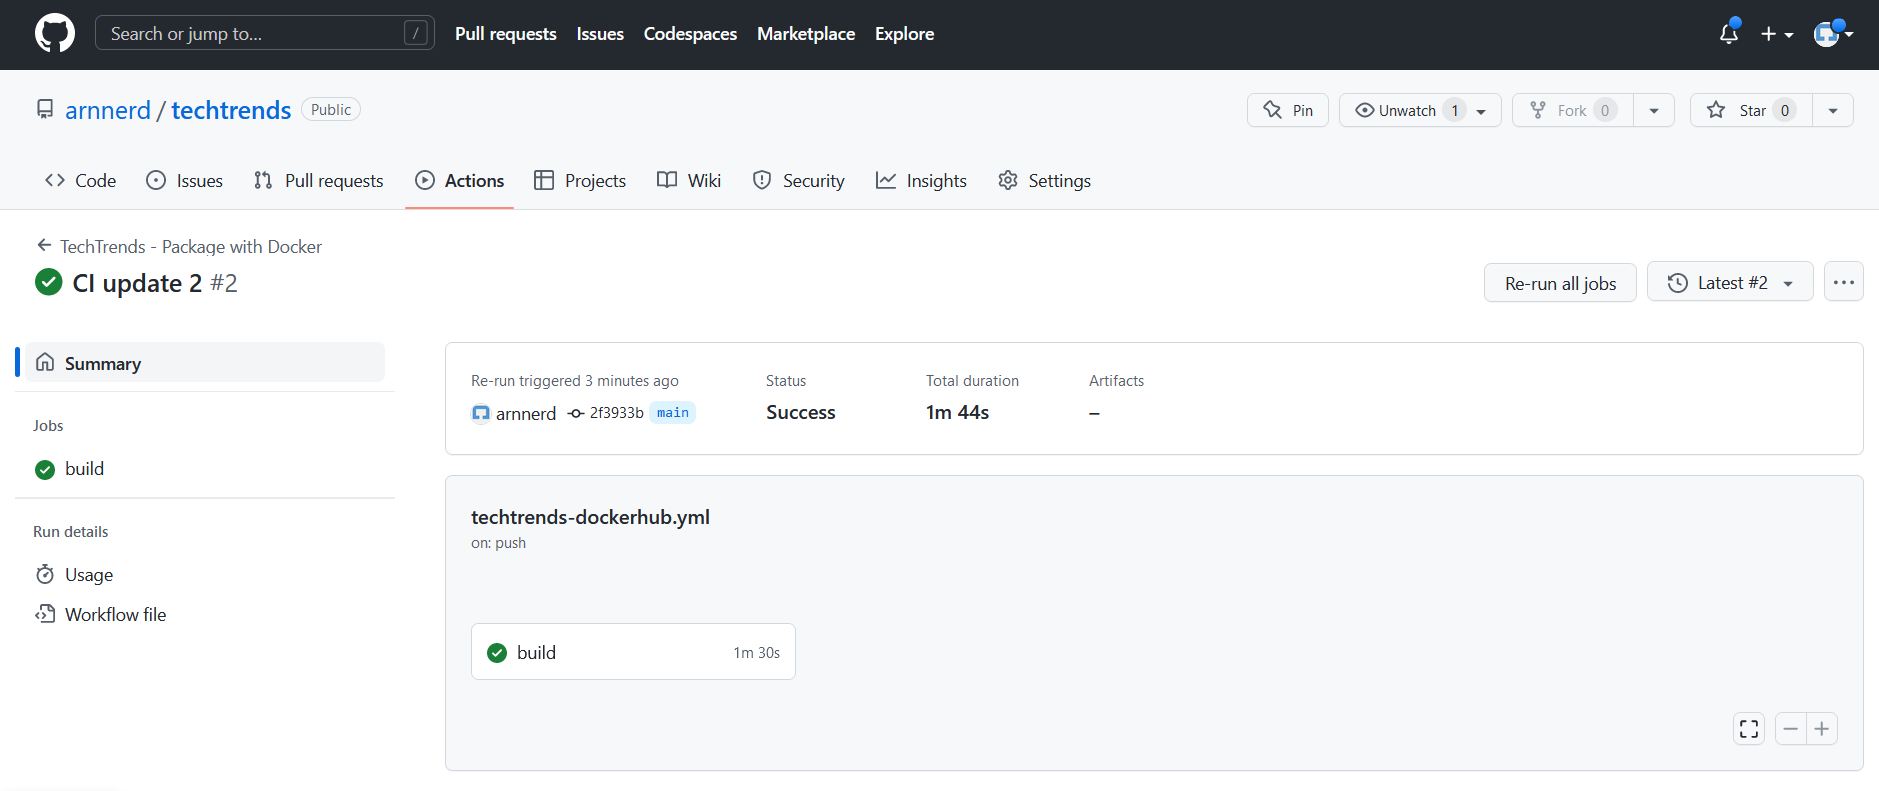 Search or jump to... / Pull requests Issues Codespaces Marketplace Explore
arnnerd / techtrends Public Pin Unwatch 1 Fork 0 Star 0
Code Issues Pull requests Actions Projects Wiki Security Insights Settings
TechTrends - Package with Docker
CI update 2 #2
Re-run all jobs Latest #2
Summary
Jobs
build
Run details
Usage
Workflow file
Re-run triggered 3 minutes ago Status Total duration Artifacts
arnnerd 2f3933b main Success 1m 44s –
techtrends-dockerhub.yml
on: push
build 1m 30s